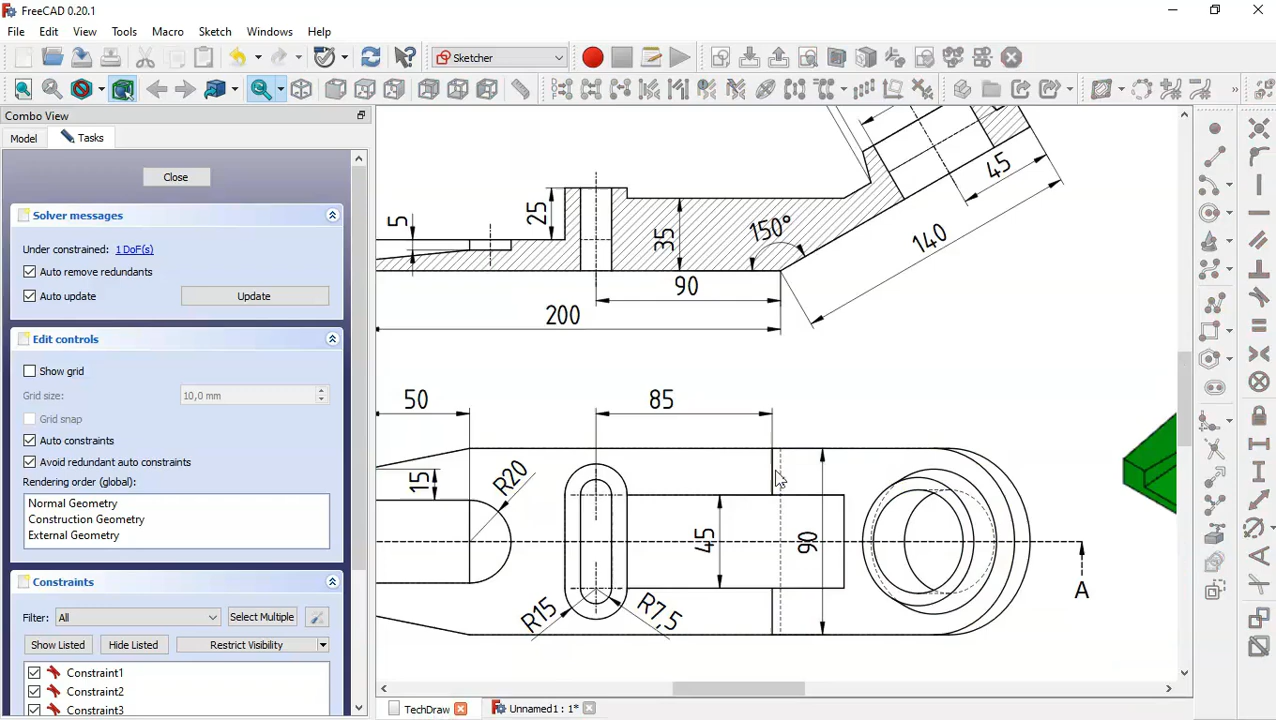 FreeCAD 0.20.1
File Edit View Tools Macro Sketch Windows Help
Sketcher
Combo View
Model Tasks
Close
Solver messages
Under constrained: 1 DoF(s)
Auto remove redundants
Auto update Update
Edit controls
Show grid
Grid size: 10,0 mm
Grid snap
Auto constraints
Avoid redundant auto constraints
Rendering order (global):
Normal Geometry
Construction Geometry
External Geometry
Constraints
Filter: All Select Multiple
Show Listed Hide Listed Restrict Visibility
Constraint1
Constraint2
Constraint3
45
5
25
35
150°
140
90
200
50
85
15
R20
45
90
R15
R7,5
A
TechDraw Unnamed1 : 1*
»